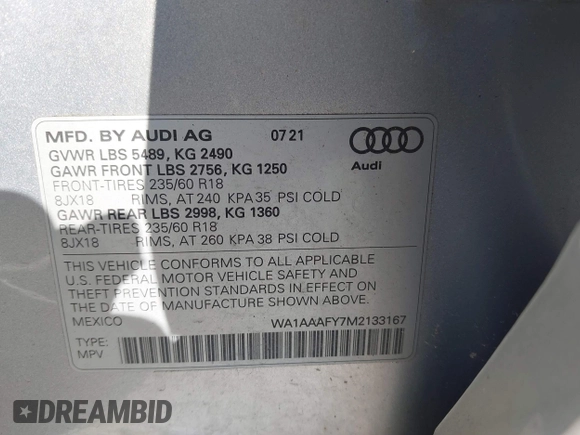 MFD. BY AUDI AG 07 21
GVWR LBS 5489, KG 2490
GAWR FRONT LBS 2756, KG 1250
FRONT-TIRES 235/60 R18
8JX18 RIMS, AT 240 KPA 35 PSI COLD
GAWR REAR LBS 2998, KG 1360
REAR-TIRES 235/60 R18
8JX18 RIMS, AT 260 KPA 38 PSI COLD
Audi
THIS VEHICLE CONFORMS TO ALL APPLICABLE
U.S. FEDERAL MOTOR VEHICLE SAFETY AND
THEFT PREVENTION STANDARDS IN EFFECT ON
THE DATE OF MANUFACTURE SHOWN ABOVE.
MEXICO WA1AAAFY7M2133167
TYPE:
MPV
DREAMBID